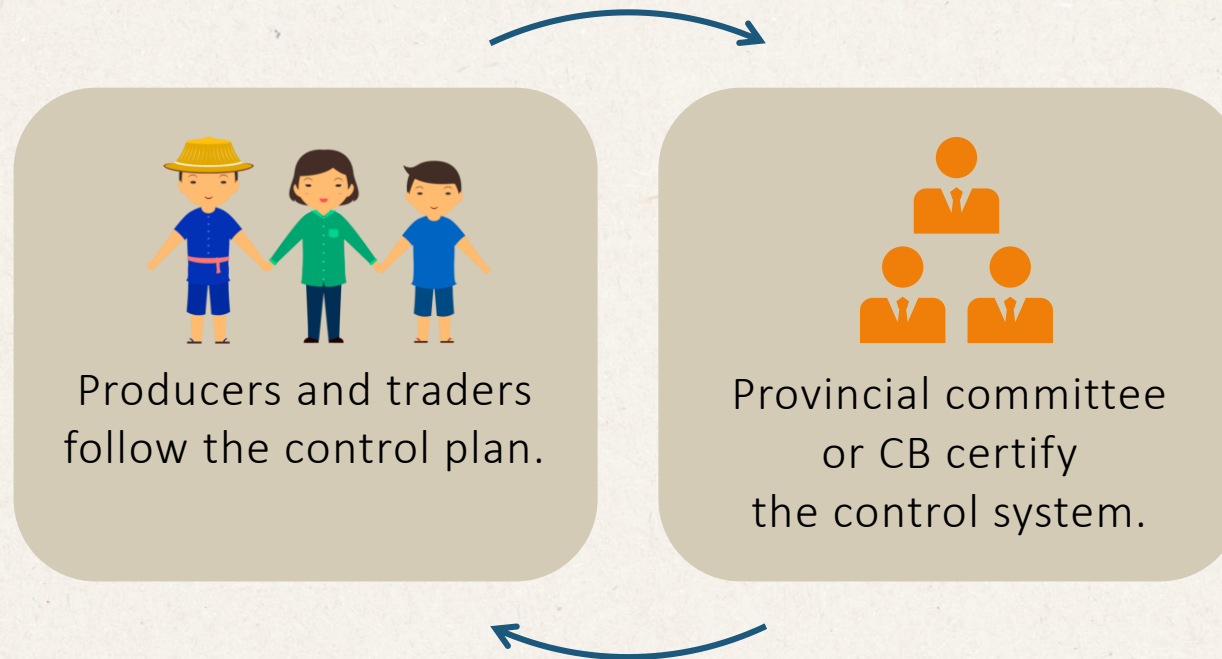 Producers and traders
follow the control plan.
Provincial committee
or CB certify
the control system.